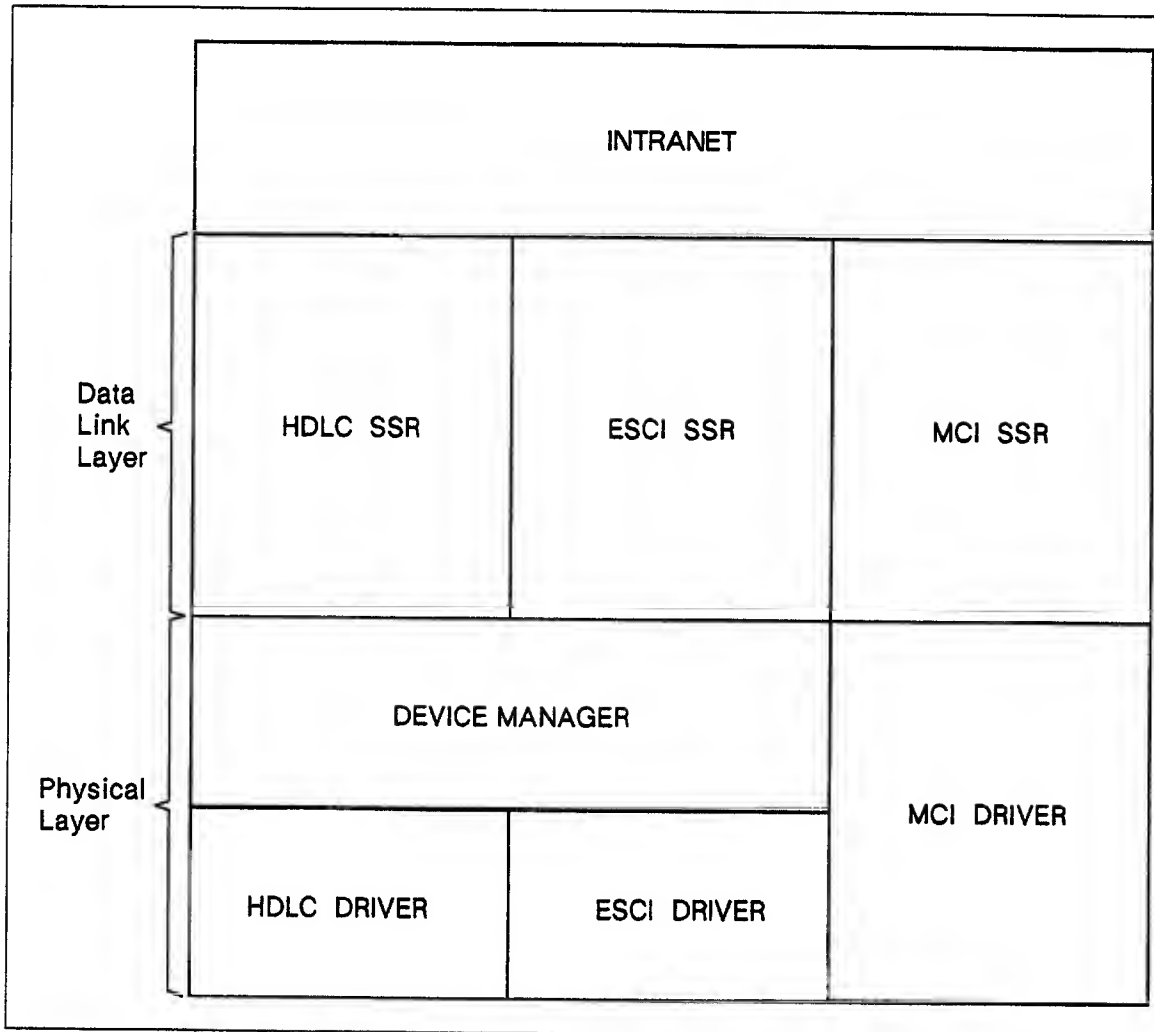 INTRANET
Data
Link
Layer
HDLC SSR
ESCI SSR
MCI SSR
DEVICE MANAGER
Physical
Layer
MCI DRIVER
HDLC DRIVER
ESCI DRIVER